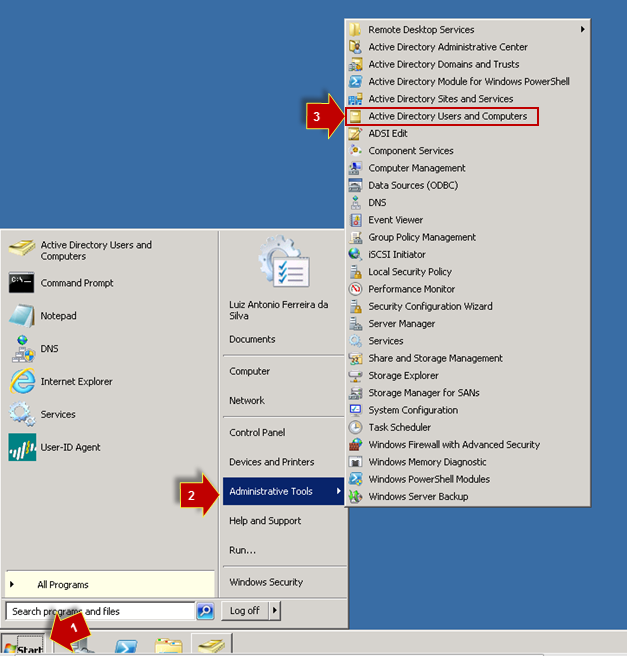 Remote Desktop Services
Active Directory Administrative Center
Active Directory Domains and Trusts
Active Directory Module for Windows PowerShell
Active Directory Sites and Services
3
Active Directory Users and Computers
ADSI Edit
Component Services
Computer Management
Data Sources (ODBC)
DNS
Event Viewer
Group Policy Management
iSCSI Initiator
Local Security Policy
Performance Monitor
Security Configuration Wizard
Server Manager
Services
Share and Storage Management
Storage Explorer
Storage Manager for SANs
System Configuration
Task Scheduler
Windows Firewall with Advanced Security
Windows Memory Diagnostic
Windows PowerShell Modules
Windows Server Backup
Active Directory Users and
Computers
Command Prompt
Notepad
DNS
Internet Explorer
Services
User-ID Agent
All Programs
Search programs and files
Luiz Antonio Ferreira da
Silva
Documents
Computer
Network
Control Panel
Devices and Printers
2
Administrative Tools
Help and Support
Run...
Windows Security
Log off
1
Start